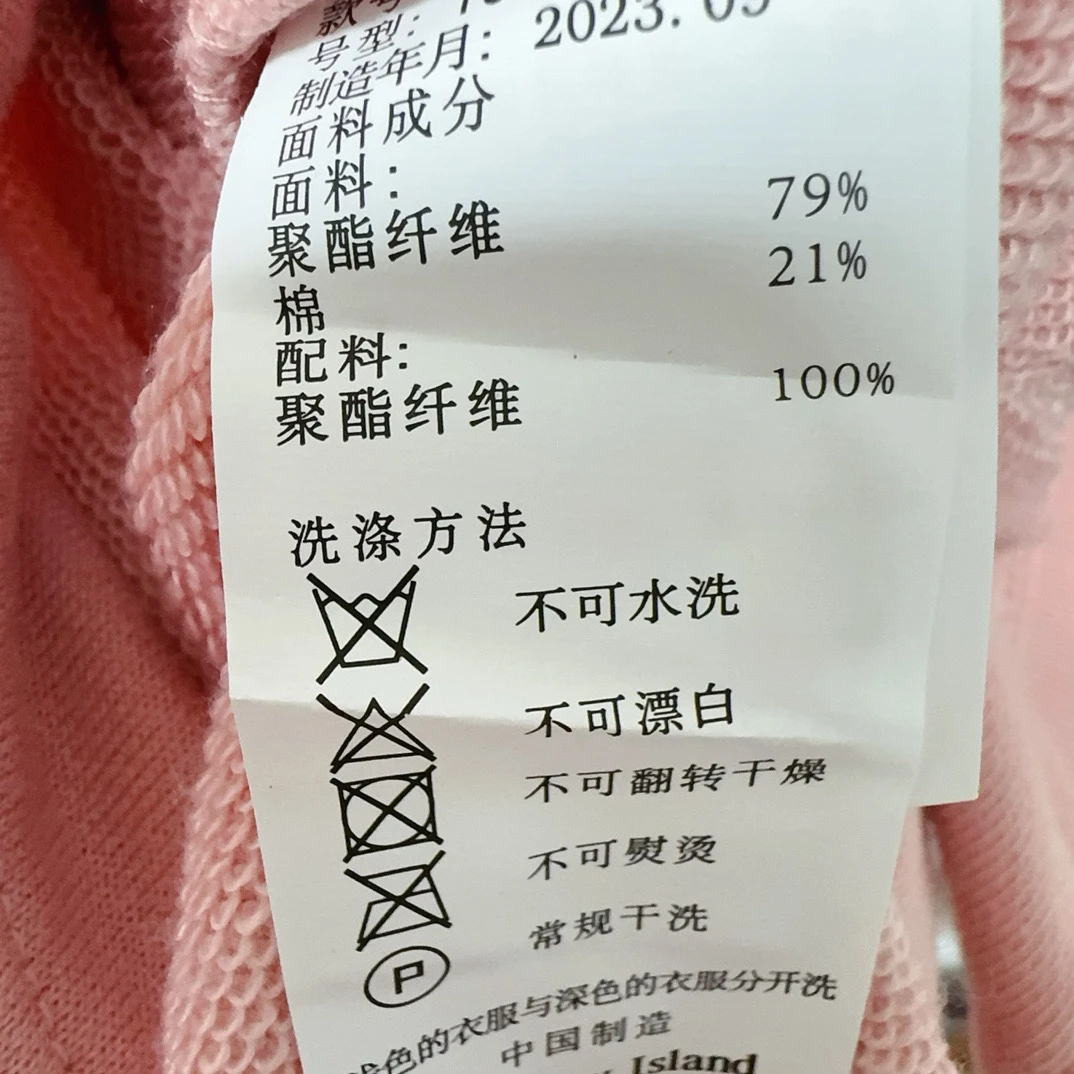 号型:
制造年月: 2023.
面料成分
面料:
聚酯纤维 79%
棉 21%
配料:
聚酯纤维 100%
洗涤方法
不可水洗
不可漂白
不可翻转干燥
不可熨烫
常规干洗
P
色的衣服与深色的衣服分开洗
中国制造
Island